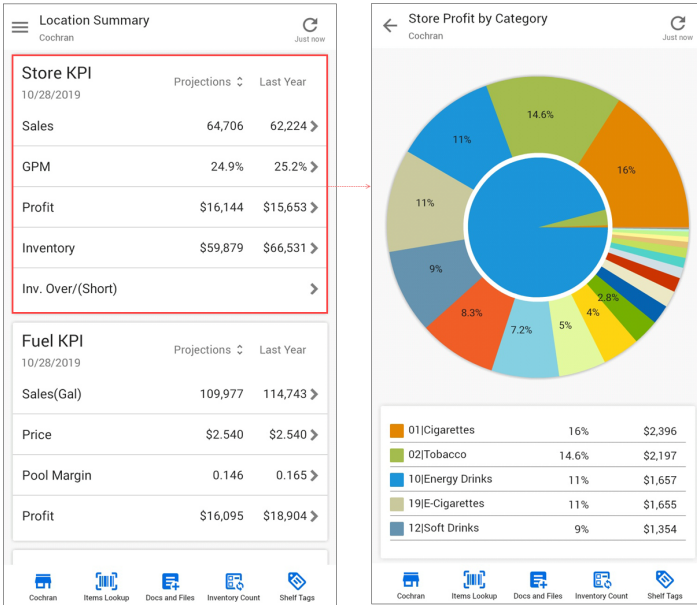 Location Summary
Cochran
Just now
Store KPI
10/28/2019
Projections Last Year
Sales 64,706 62,224
GPM 24.9% 25.2%
Profit $16,144 $15,653
Inventory $59,879 $66,531
Inv. Over/(Short)
Fuel KPI
10/28/2019
Projections Last Year
Sales(Gal) 109,977 114,743
Price $2.540 $2.540
Pool Margin 0.146 0.165
Profit $16,095 $18,904
Cochran Items Lookup Docs and Files Inventory Count Shelf Tags
Store Profit by Category
Cochran
Just now
14.6%
16%
11%
11%
9%
8.3%
7.2%
5%
4%
2.8%
01|Cigarettes 16% $2,396
02|Tobacco 14.6% $2,197
10|Energy Drinks 11% $1,657
19|E-Cigarettes 11% $1,655
12|Soft Drinks 9% $1,354
Cochran Items Lookup Docs and Files Inventory Count Shelf Tags